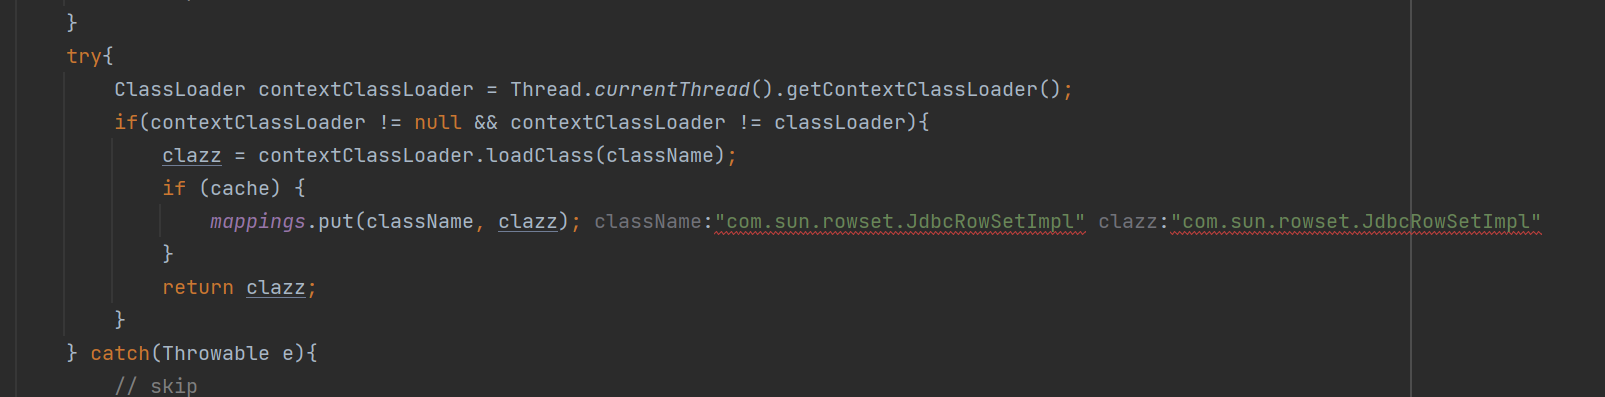 }
try{
ClassLoader contextClassLoader = Thread.currentThread().getContextClassLoader();
if(contextClassLoader != null && contextClassLoader != classLoader){
clazz = contextClassLoader.loadClass(className);
if (cache) {
mappings.put(className, clazz); className:"com.sun.rowset.JdbcRowSetImpl" clazz:"com.sun.rowset.JdbcRowSetImpl"
}
return clazz;
}
} catch(Throwable e){
// skip